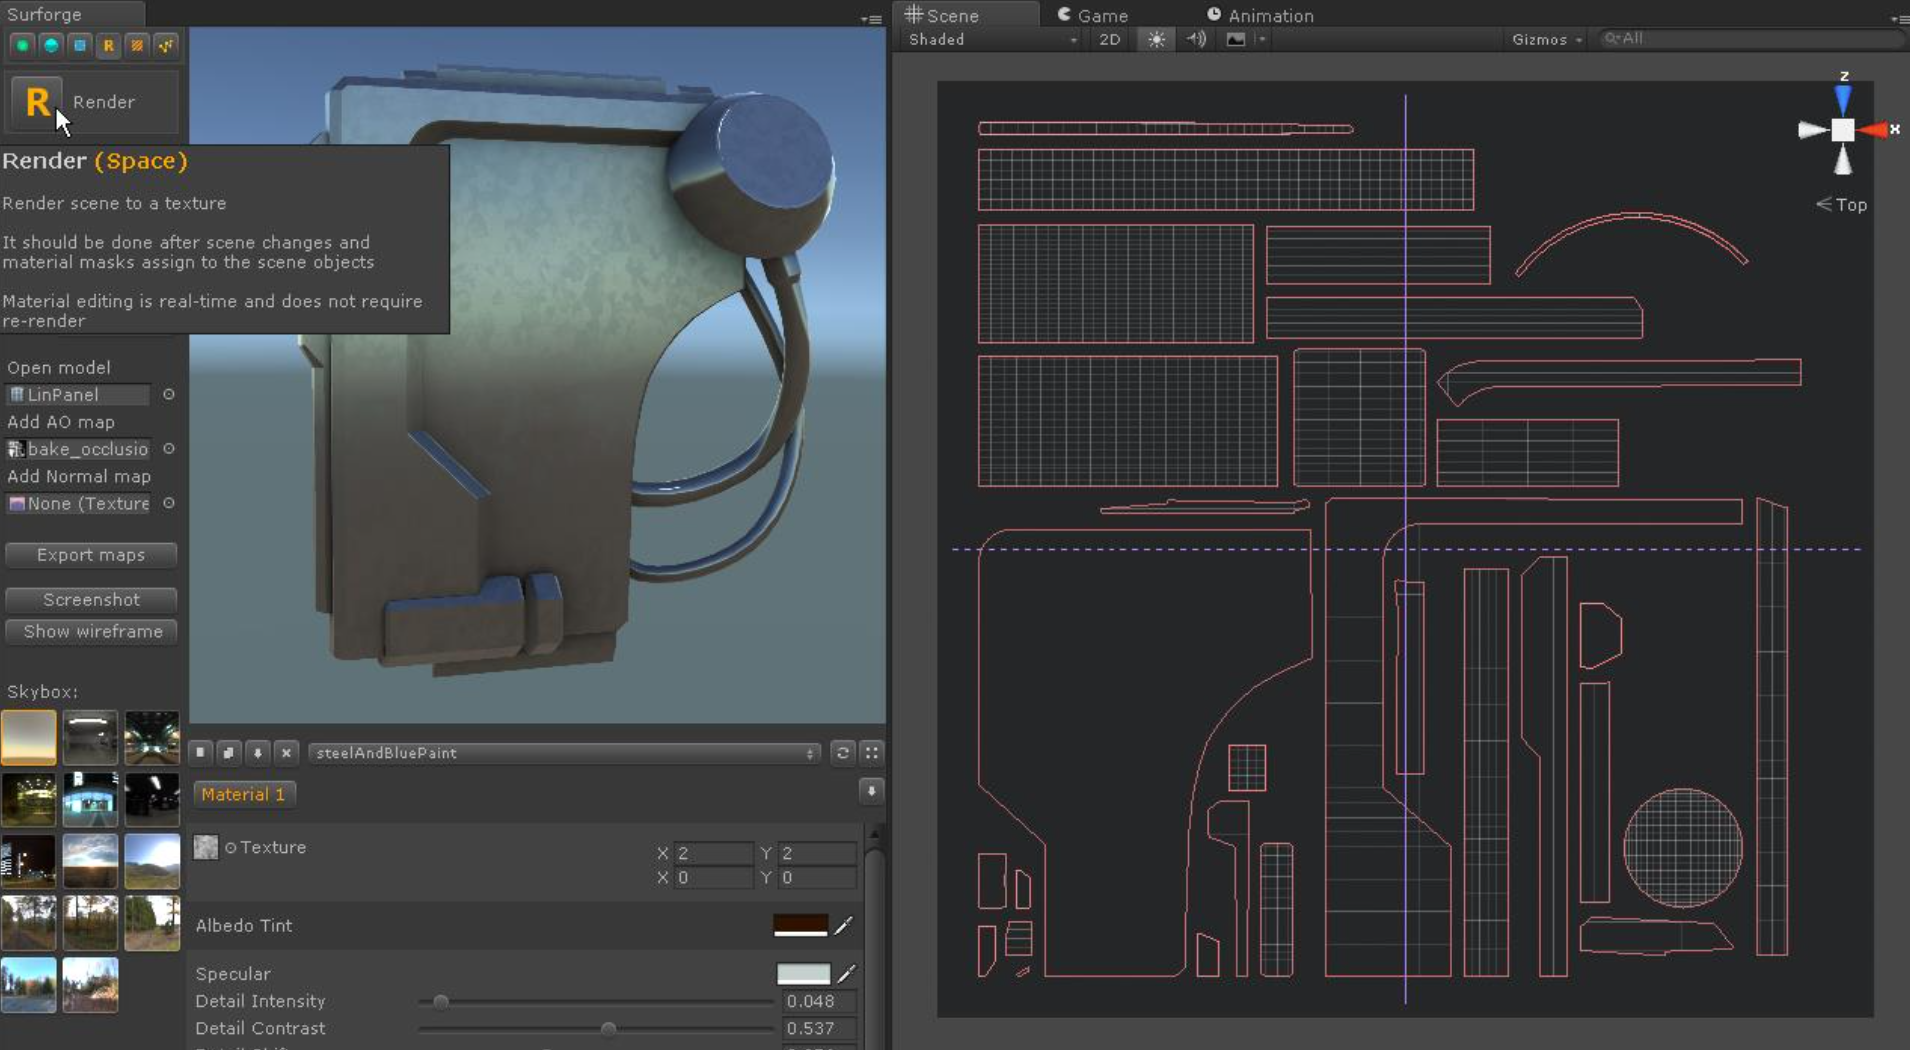 Surforge
R
R Render
Render (Space)
Render scene to a texture
It should be done after scene changes and
material masks assign to the scene objects
Material editing is real-time and does not require
re-render
Open model
LinPanel
Add AO map
bake_occlusio
Add Normal map
None (Texture
Export maps
Screenshot
Show wireframe
Skybox:
steelAndBluePaint
Material 1
Texture
X 2 Y 2
X 0 Y 0
Albedo Tint
Specular
Detail Intensity 0.048
Detail Contrast 0.537
Scene Game Animation
Shaded 2D Gizmos All
z
x
Top